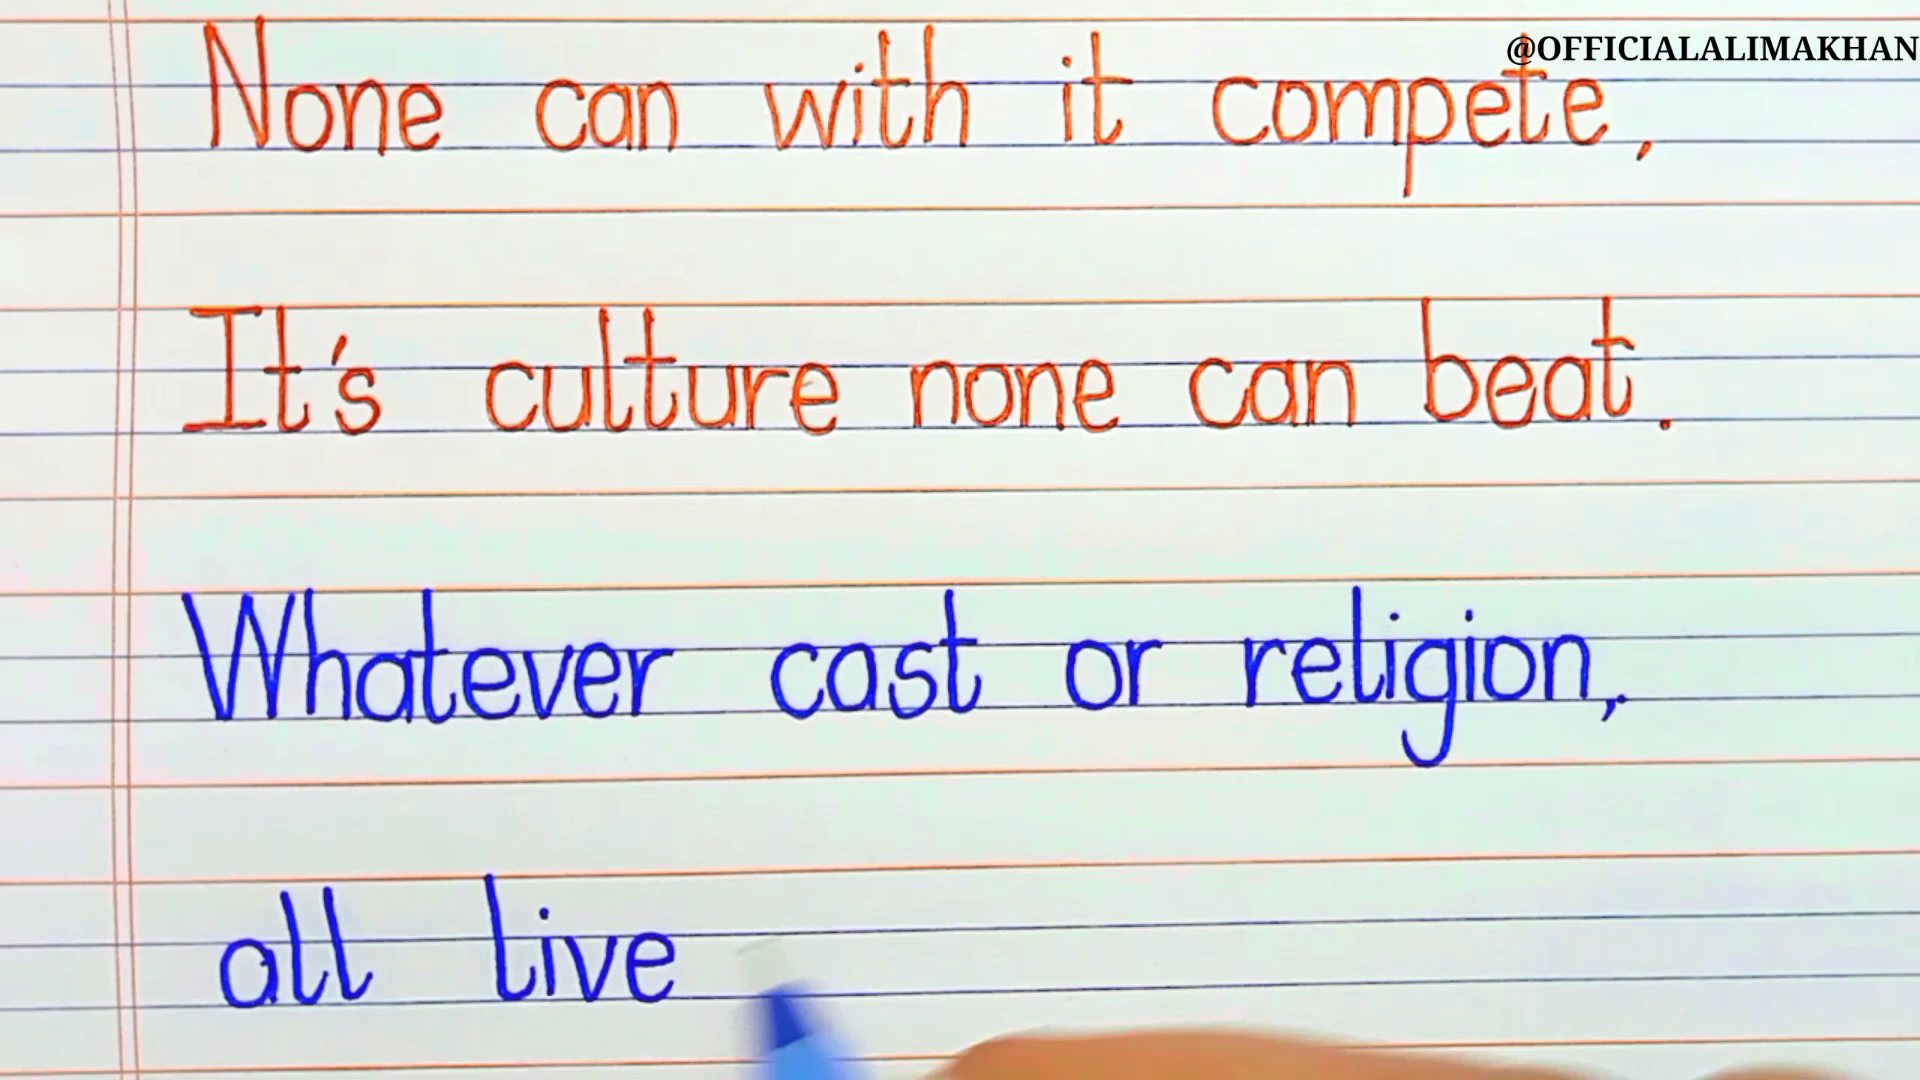 @OFFICIALALIMAKHAN
None can with it compete,
It's culture none can beat.
Whatever cast or religion,
all live